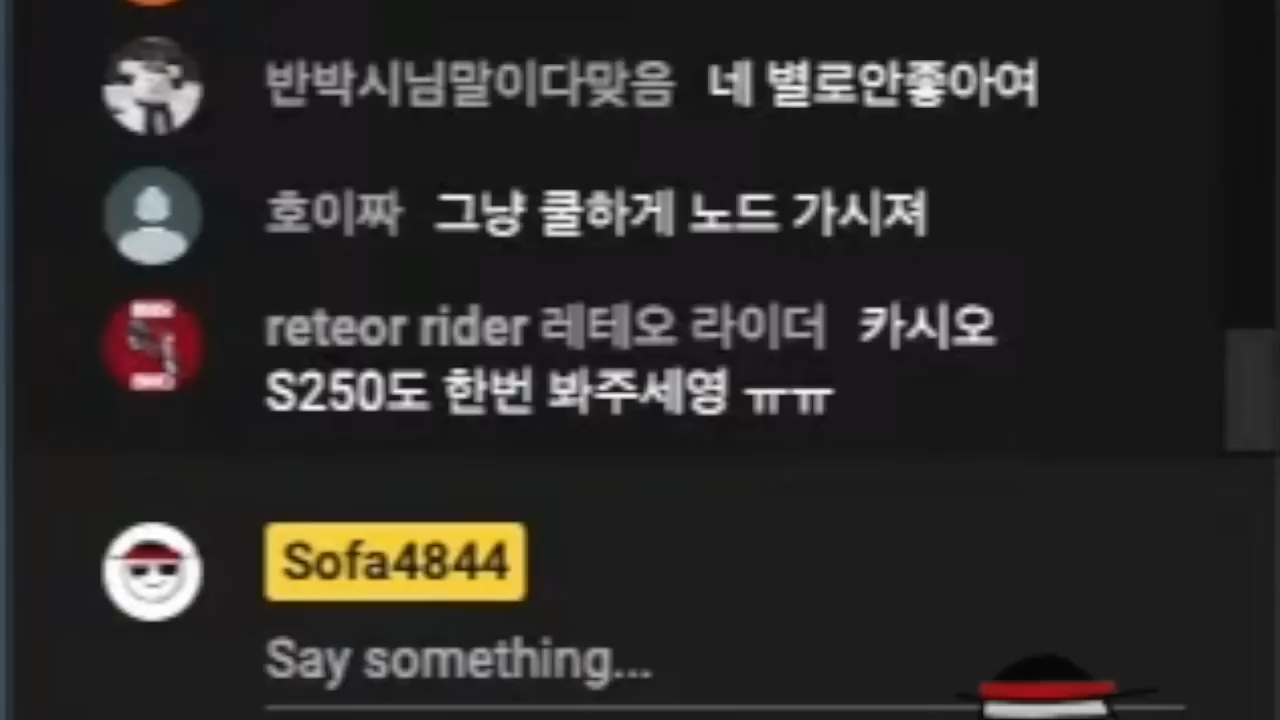 반박시님말이다맞음 네 별로안좋아여
호이짜 그냥 쿨하게 노드 가시져
reteor rider 레테오 라이더 카시오
S250도 한번 봐주세영 ㅠㅠ
Sofa4844
Say something...